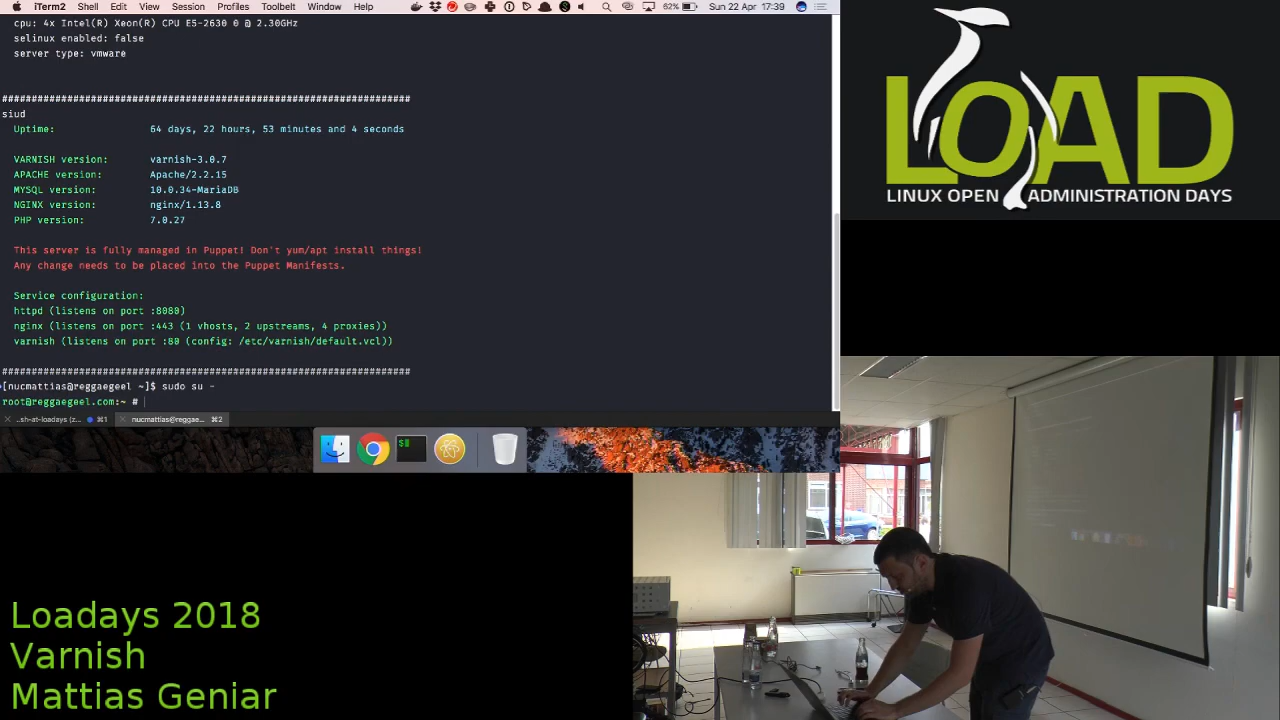 iTerm2 Shell Edit View Session Profiles Toolbelt Window Help 62% Sun 22 Apr 17:39
cpu: 4x Intel(R) Xeon(R) CPU E5-2630 0 @ 2.30GHz
selinux enabled: false
server type: vmware
#####################################################################
siud
Uptime: 64 days, 22 hours, 53 minutes and 4 seconds
VARNISH version: varnish-3.0.7
APACHE version: Apache/2.2.15
MYSQL version: 10.0.34-MariaDB
NGINX version: nginx/1.13.8
PHP version: 7.0.27
This server is fully managed in Puppet! Don't yum/apt install things!
Any change needs to be placed into the Puppet Manifests.
Service configuration:
httpd (listens on port :8080)
nginx (listens on port :443 (1 vhosts, 2 upstreams, 4 proxies))
varnish (listens on port :80 (config: /etc/varnish/default.vcl))
#####################################################################
[nucmattias@reggaegeel ~]$ sudo su -
root@reggaegeel.com:~ #
...sh-at-loadays (z... ⌘1 nucmattias@reggae... ⌘2
LOAD
LINUX OPEN ADMINISTRATION DAYS
Loadays 2018
Varnish
Mattias Geniar